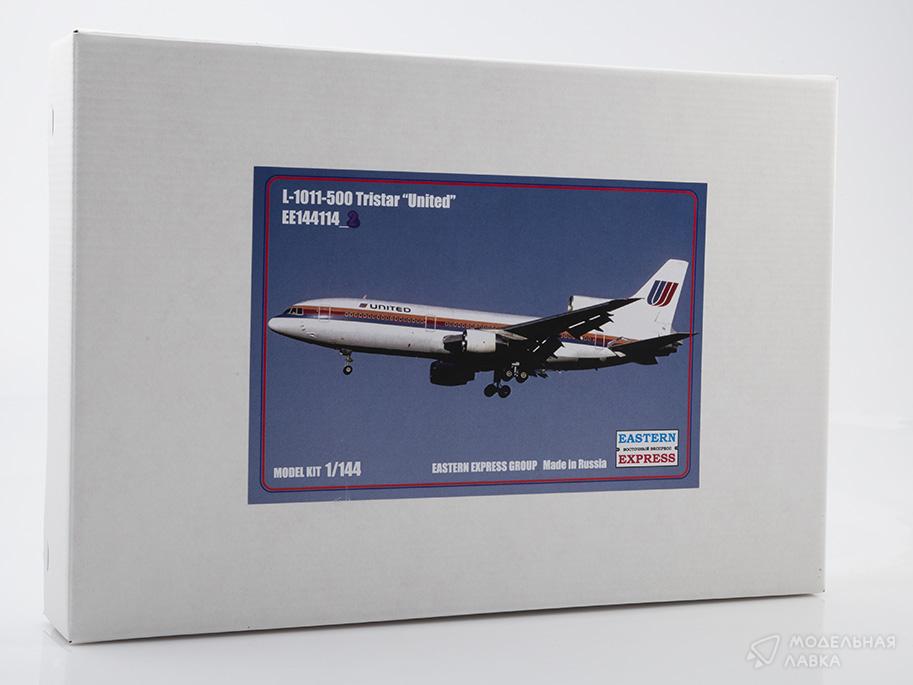 L-1011-500 Tristar “United”
EE144114_2
UNITED
EASTERN
ВОСТОЧНЫЙ ЭКСПРЕСС
EXPRESS
MODEL KIT 1/144
EASTERN EXPRESS GROUP Made in Russia
МОДЕЛЬНАЯ
ЛАВКА